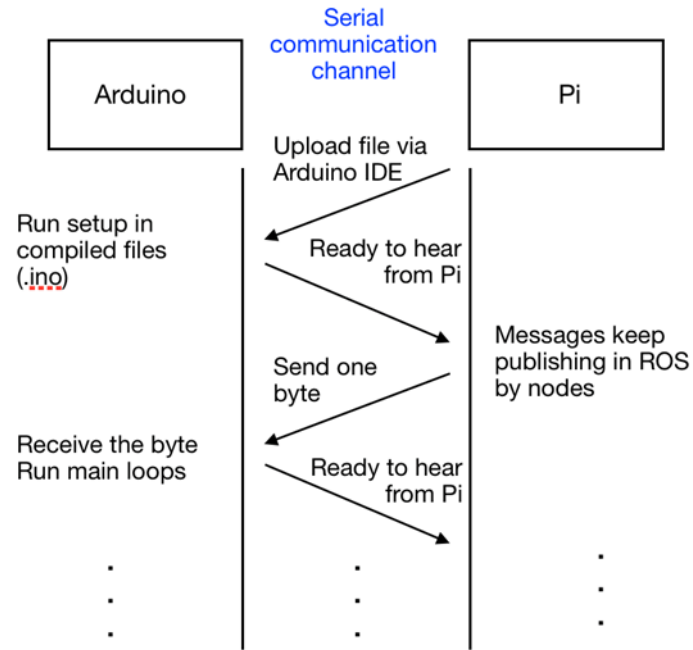 Serial
communication
channel
Arduino
Pi
Upload file via
Arduino IDE
Run setup in
compiled files
(.ino)
Ready to hear
from Pi
Messages keep
publishing in ROS
by nodes
Send one
byte
Receive the byte
Run main loops
Ready to hear
from Pi